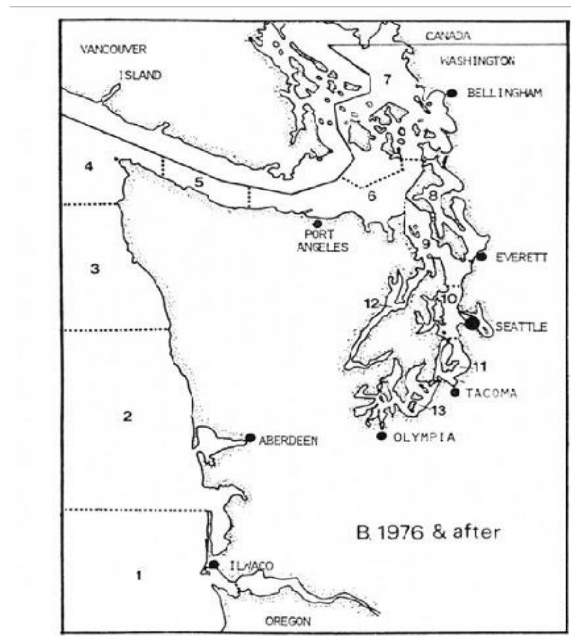 CANADA
VANCOUVER
ISLAND
WASHINGTON
7
BELLINGHAM
4
5
6
8
PORT
ANGELES
9
EVERETT
3
12
10
SEATTLE
11
TACOMA
2
13
ABERDEEN
OLYMPIA
B. 1976 & after
1
ILWACO
OREGON